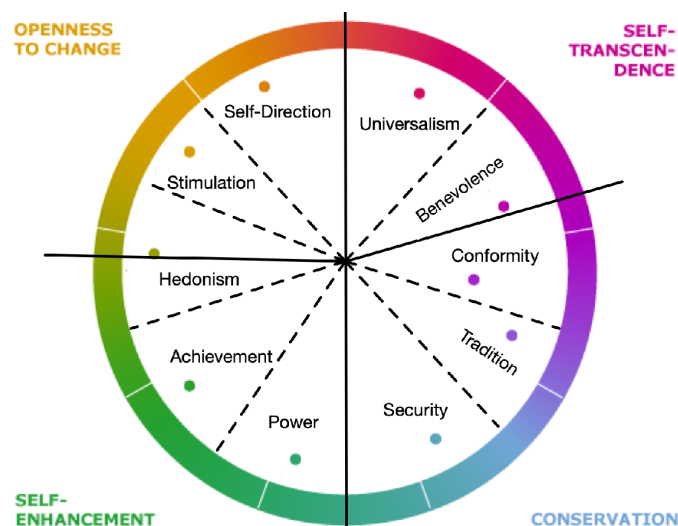 OPENNESS
TO CHANGE
SELF-
TRANSCEN-
DENCE
Self-Direction
Universalism
Stimulation
Benevolence
Hedonism
Conformity
Achievement
Tradition
Power
Security
SELF-
ENHANCEMENT
CONSERVATION